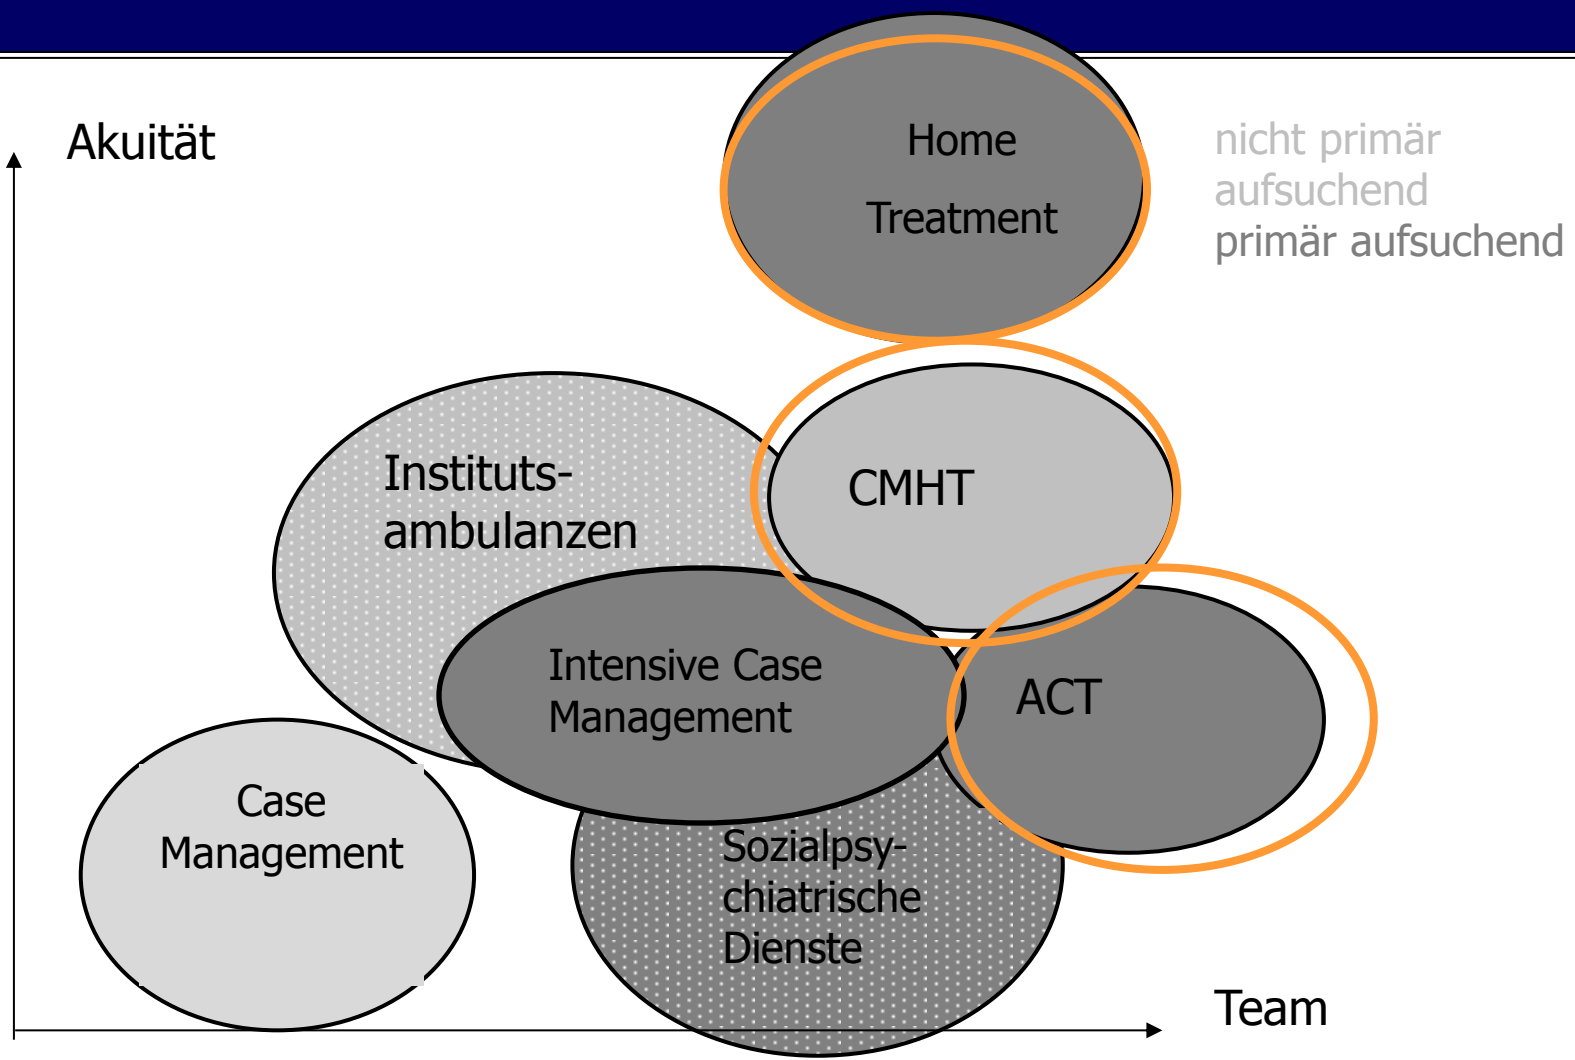 Akuität
Home
Treatment
nicht primär
aufsuchend
primär aufsuchend
Instituts-
ambulanzen
CMHT
Intensive Case
Management
ACT
Case
Management
Sozialpsy-
chiatrische
Dienste
Team